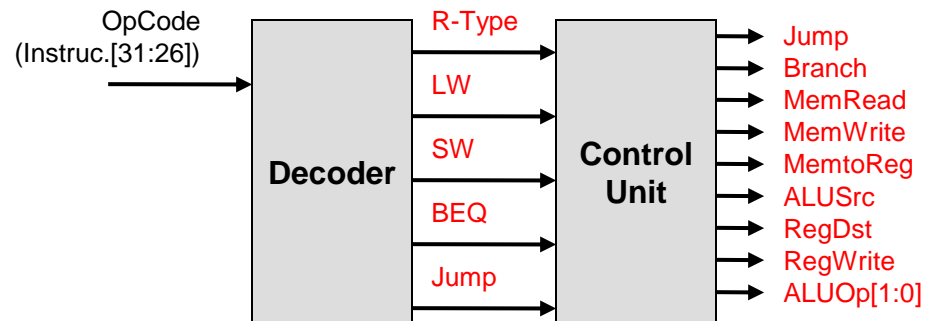 OpCode
(Instruc.[31:26])
Decoder
R-Type
LW
SW
BEQ
Jump
Control
Unit
Jump
Branch
MemRead
MemWrite
MemtoReg
ALUSrc
RegDst
RegWrite
ALUOp[1:0]